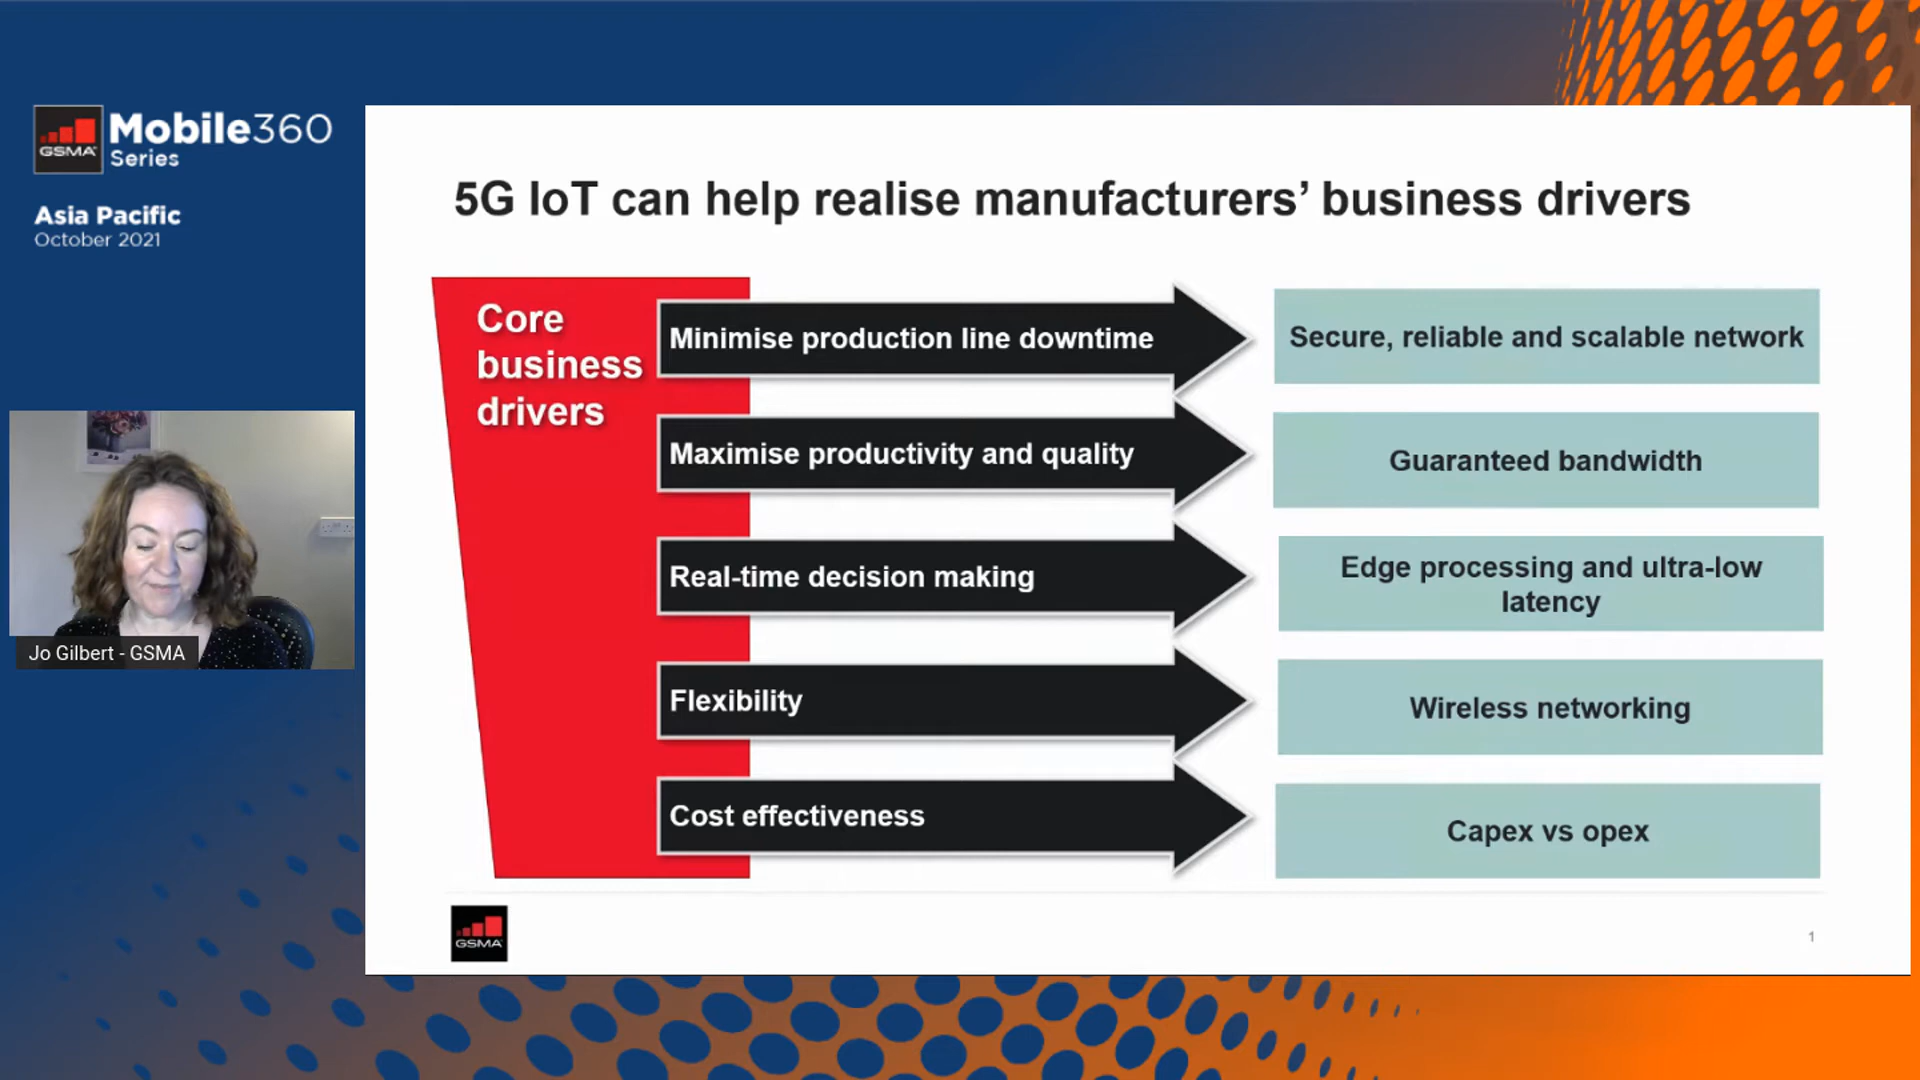 GSMA
Mobile360
Series
Asia Pacific
October 2021
Jo Gilbert - GSMA
5G IoT can help realise manufacturers’ business drivers
Core
business
drivers
Minimise production line downtime
Secure, reliable and scalable network
Maximise productivity and quality
Guaranteed bandwidth
Real-time decision making
Edge processing and ultra-low
latency
Flexibility
Wireless networking
Cost effectiveness
Capex vs opex
GSMA
1